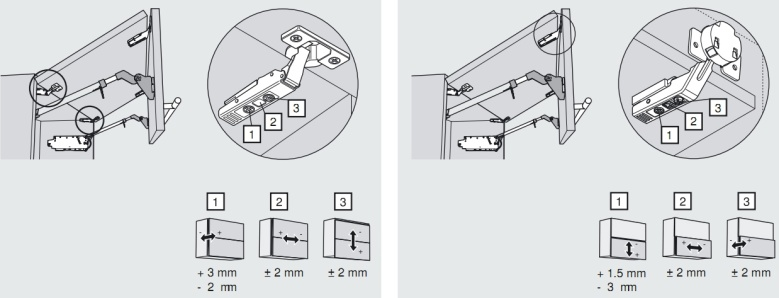 1 2 3
1 2 3
- + - + - +
+ 3 mm ± 2 mm ± 2 mm
- 2 mm
1 2 3
1 2 3
+ - + - - +
+ 1.5 mm ± 2 mm ± 2 mm
- 3 mm